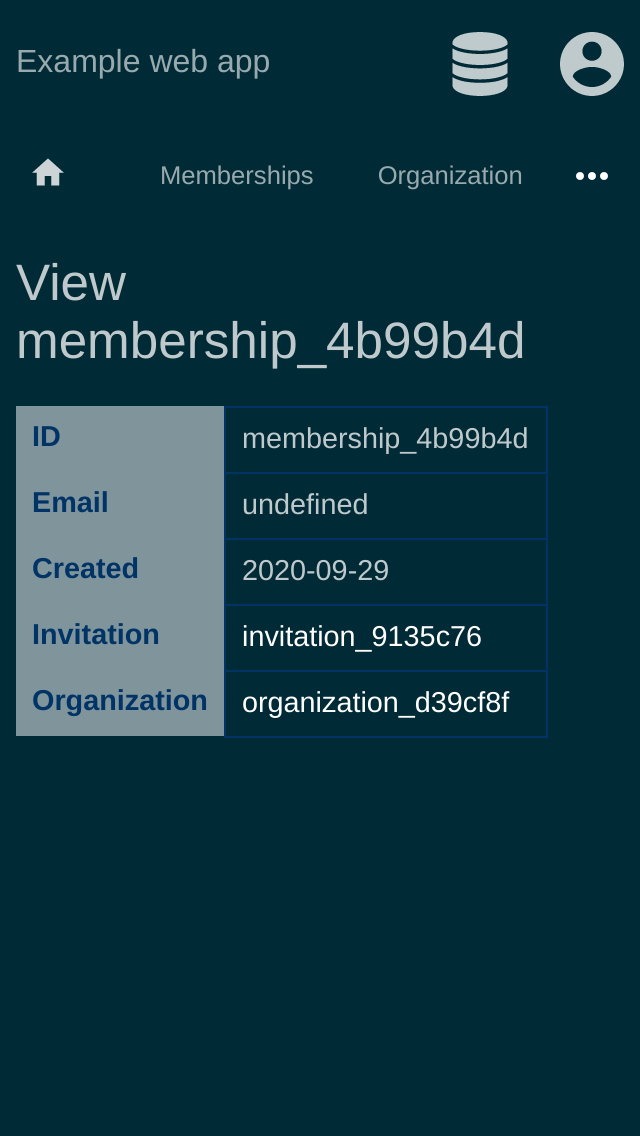 Example web app
Memberships Organization
View
membership_4b99b4d
ID membership_4b99b4d
Email undefined
Created 2020-09-29
Invitation invitation_9135c76
Organization organization_d39cf8f